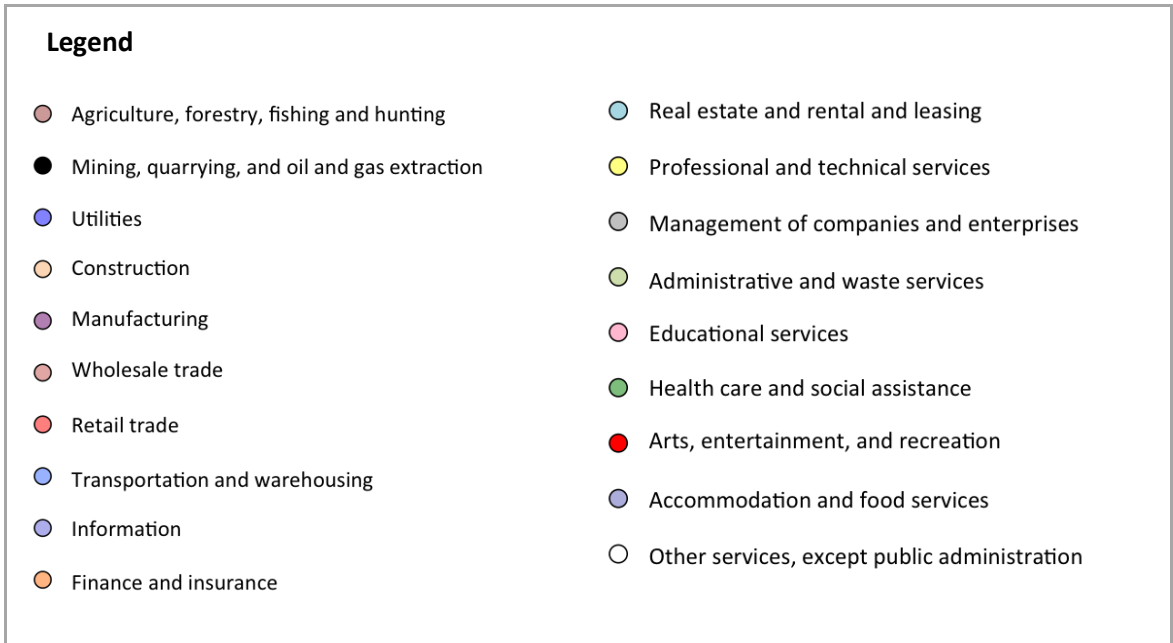 Legend
Agriculture, forestry, fishing and hunting
Mining, quarrying, and oil and gas extraction
Utilities
Construction
Manufacturing
Wholesale trade
Retail trade
Transportation and warehousing
Information
Finance and insurance
Real estate and rental and leasing
Professional and technical services
Management of companies and enterprises
Administrative and waste services
Educational services
Health care and social assistance
Arts, entertainment, and recreation
Accommodation and food services
Other services, except public administration